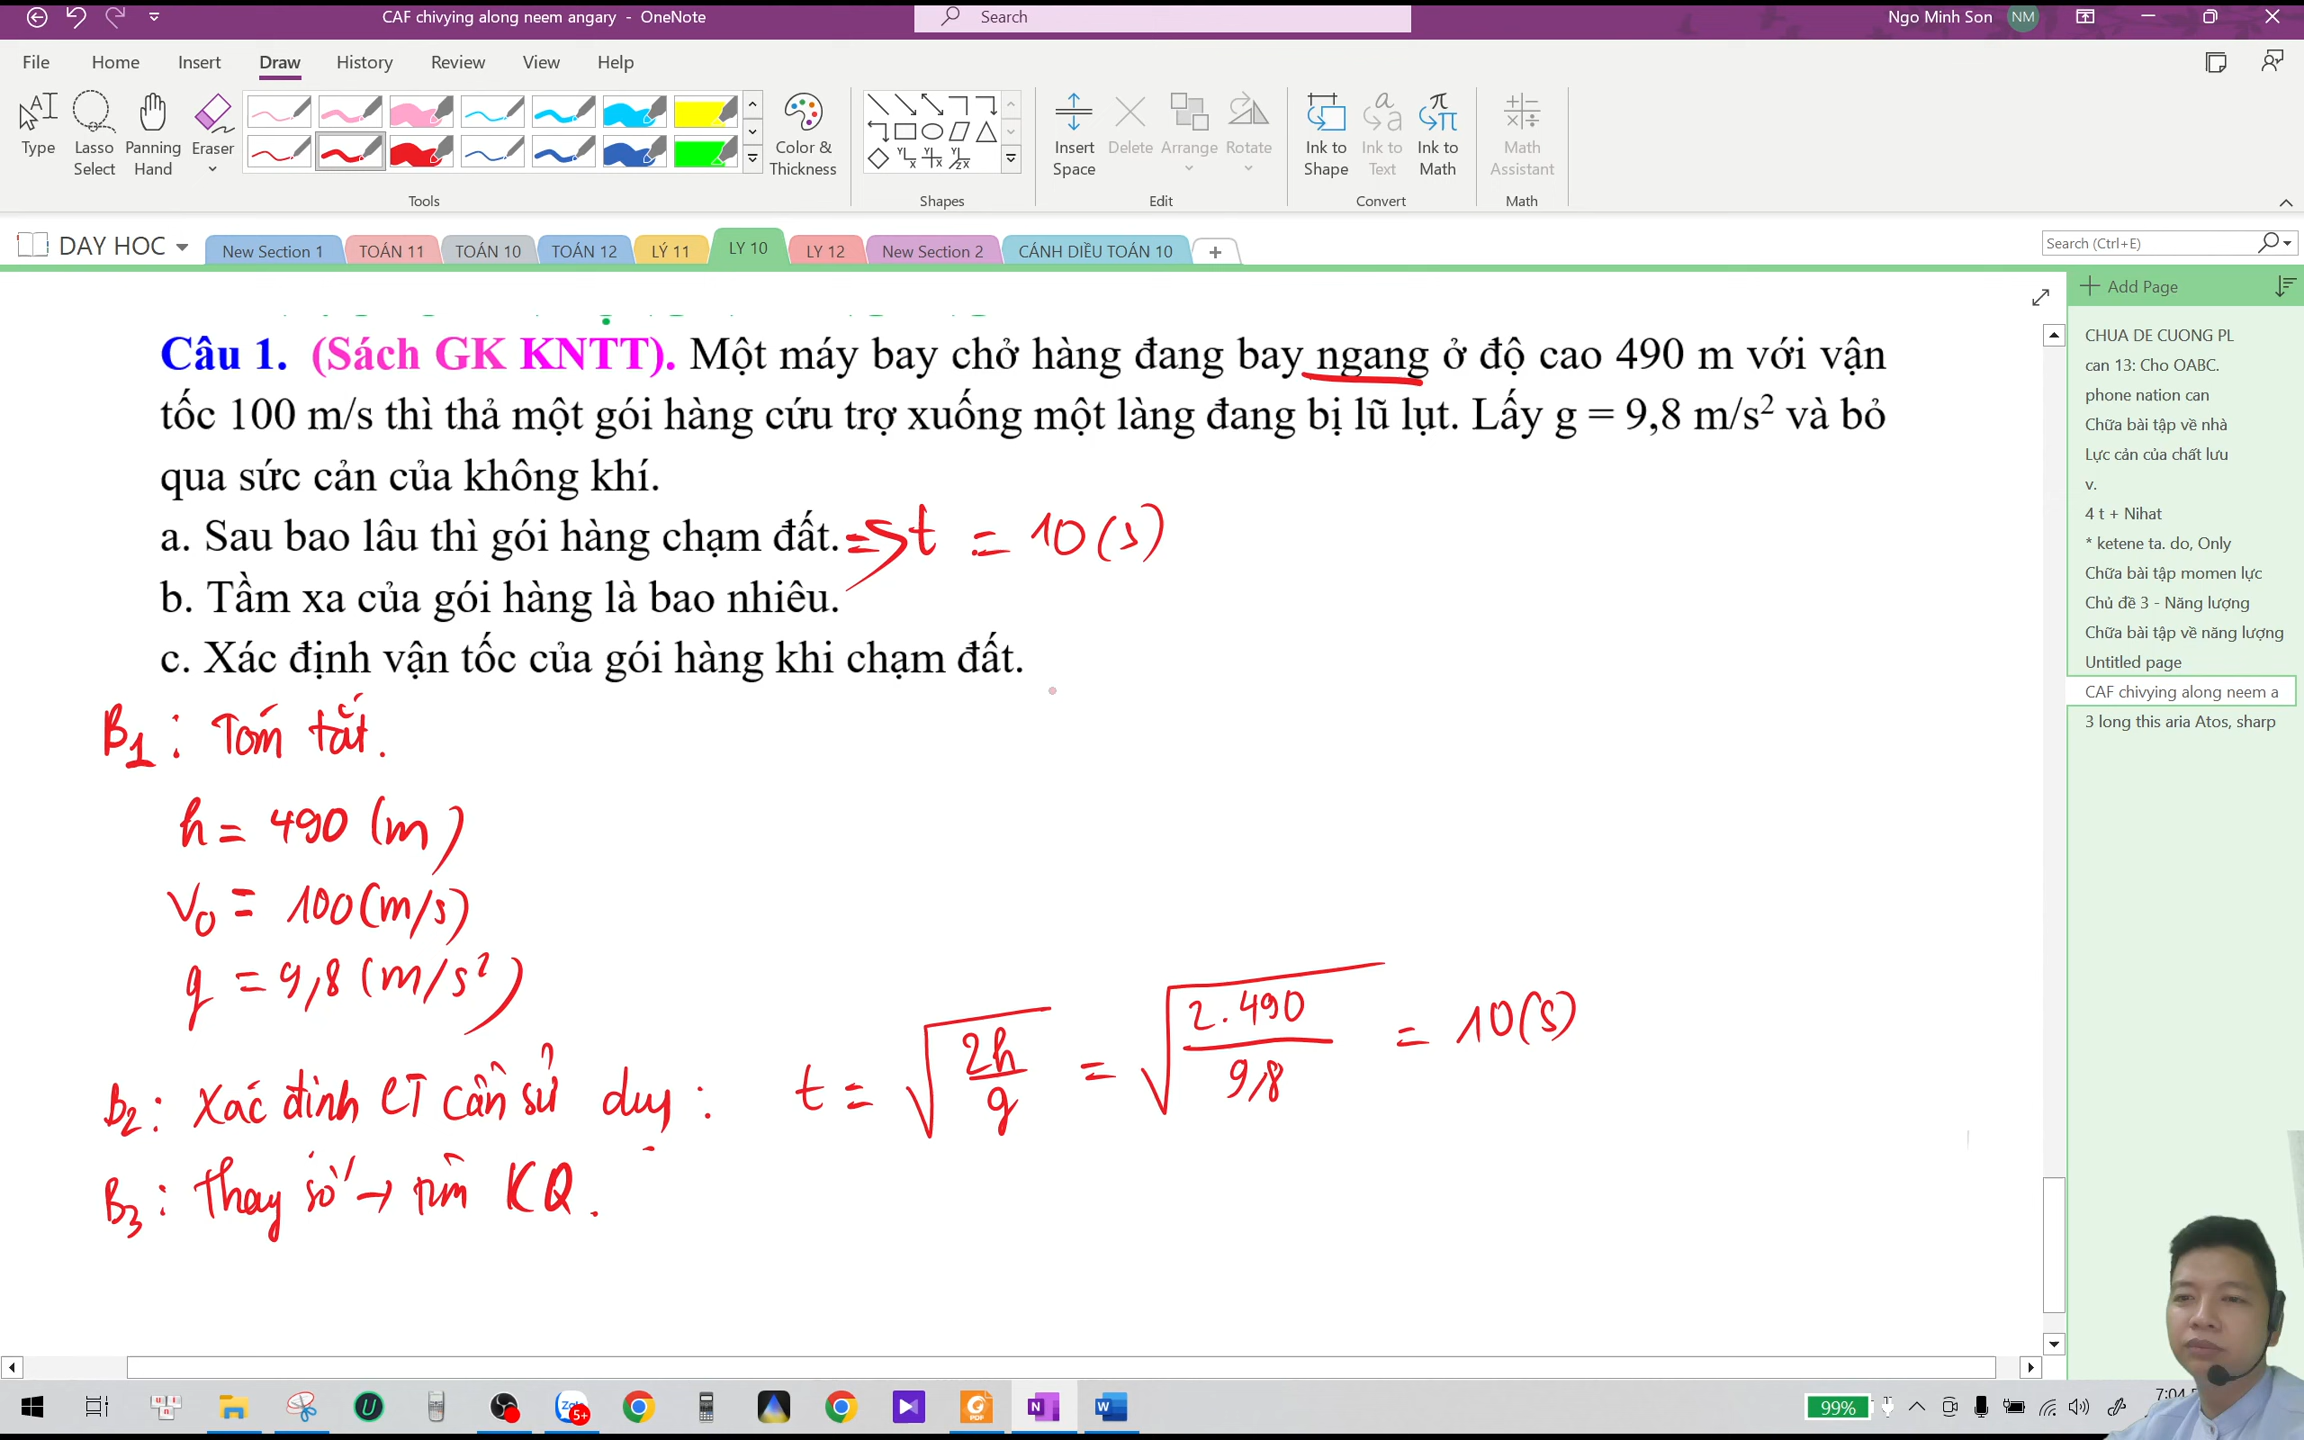 CAF chivying along neem angary - OneNote
Search
Ngo Minh Son
NM
File Home Insert Draw History Review View Help
Type
Lasso Select
Panning Hand
Eraser
Color & Thickness
Insert Space
Delete
Arrange
Rotate
Ink to Shape
Ink to Text
Ink to Math
Math Assistant
Tools
Shapes
Edit
Convert
Math
DAY HOC
New Section 1
TOÁN 11
TOÁN 10
TOÁN 12
LÝ 11
LY 10
LY 12
New Section 2
CÁNH DIỀU TOÁN 10
Search (Ctrl+E)
Add Page
CHUA DE CUONG PL
can 13: Cho OABC.
phone nation can
Chữa bài tập về nhà
Lực cản của chất lưu
v.
4 t + Nihat
* ketene ta. do, Only
Chữa bài tập momen lực
Chủ đề 3 - Năng lượng
Chữa bài tập về năng lượng
Untitled page
CAF chivying along neem a
3 long this aria Atos, sharp
Câu 1. (Sách GK KNTT). Một máy bay chở hàng đang bay ngang ở độ cao 490 m với vận
tốc 100 m/s thì thả một gói hàng cứu trợ xuống một làng đang bị lũ lụt. Lấy g = 9,8 m/s² và bỏ
qua sức cản của không khí.
a. Sau bao lâu thì gói hàng chạm đất. => t = 10 (s)
b. Tầm xa của gói hàng là bao nhiêu.
c. Xác định vận tốc của gói hàng khi chạm đất.
B1: Tóm tắt.
h = 490 (m)
v0 = 100 (m/s)
g = 9,8 (m/s²)
B2: Xác định CT cần sử dụng: t = √(2h/g) = √(2.490/9,8) = 10 (s)
B3: Thay số → tìm KQ.
99%